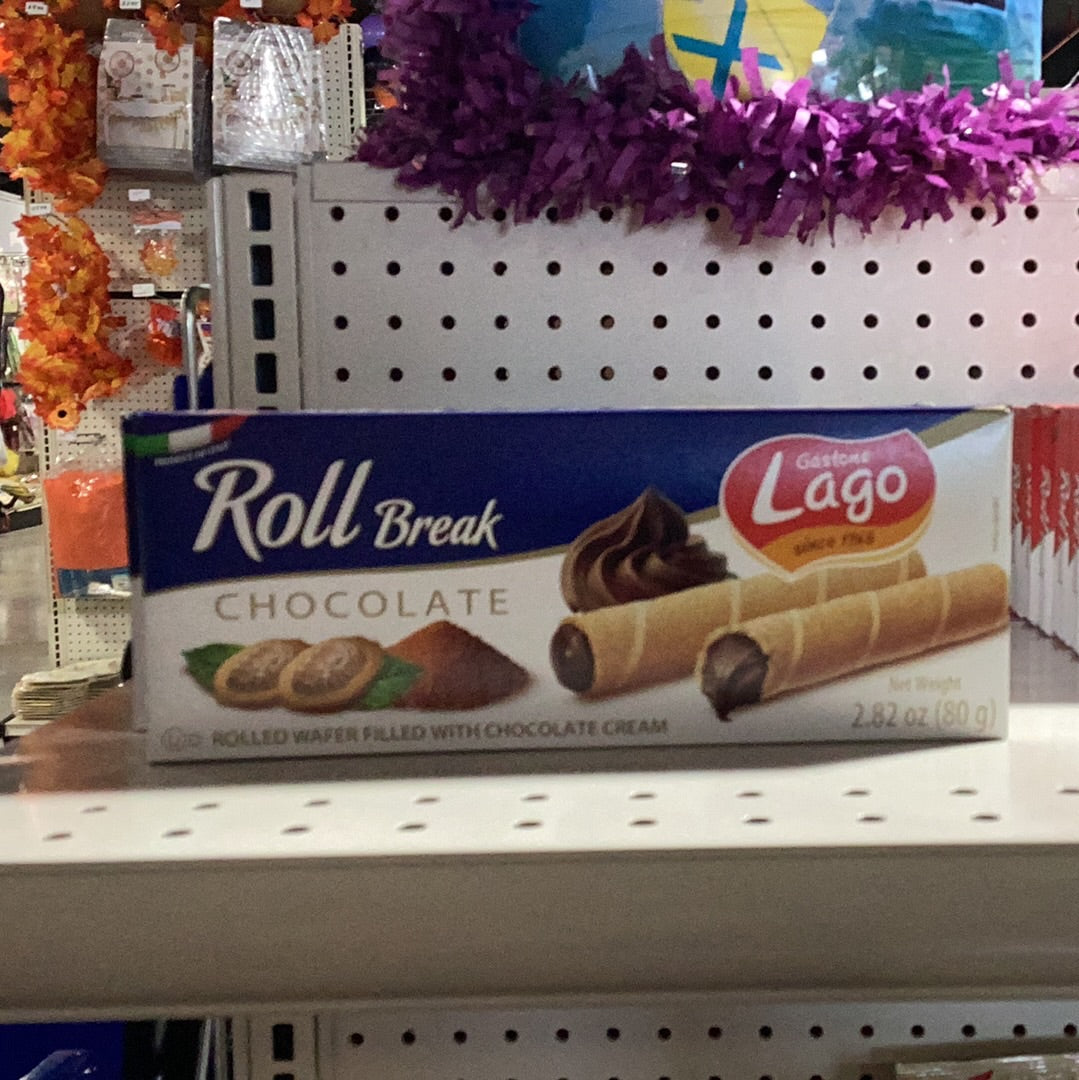 Roll Break
CHOCOLATE
Gastone
Lago
since 1968
Net Weight
2.82 oz (80 g)
ROLLED WAFER FILLED WITH CHOCOLATE CREAM